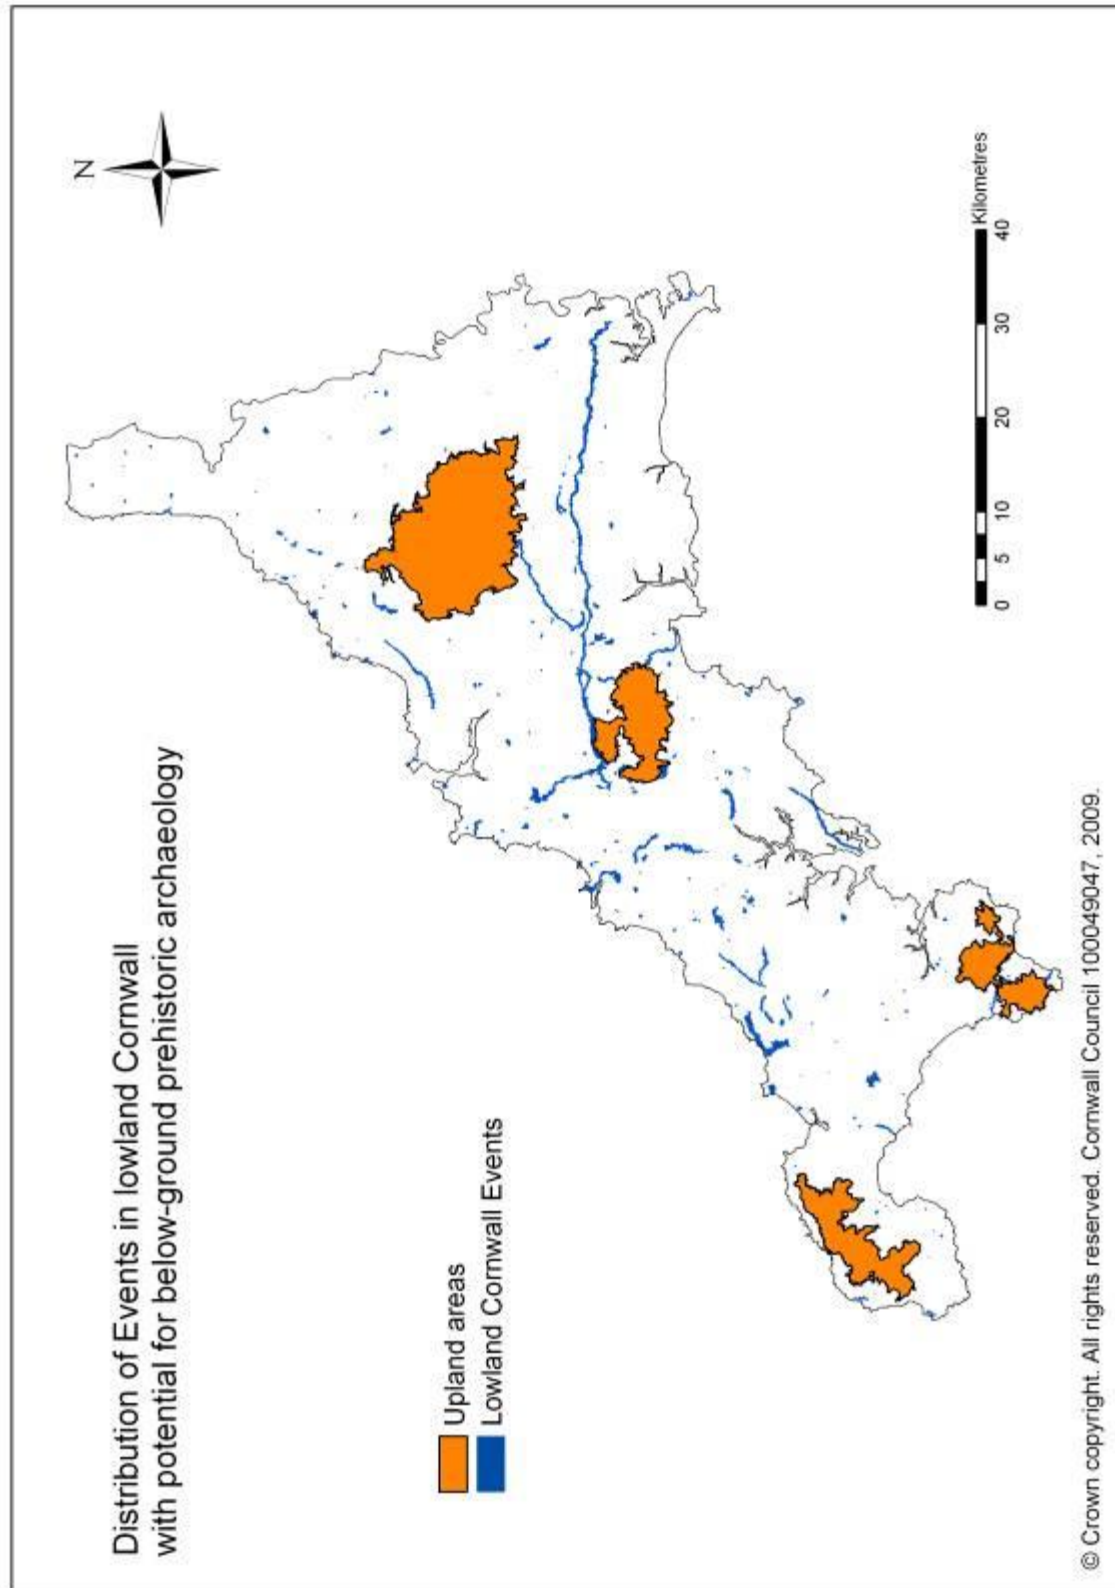 Distribution of Events in lowland Cornwall
with potential for below-ground prehistoric archaeology
N
Upland areas
Lowland Cornwall Events
0 5 10 20 30 40
Kilometres
© Crown copyright. All rights reserved. Cornwall Council 100049047, 2009.